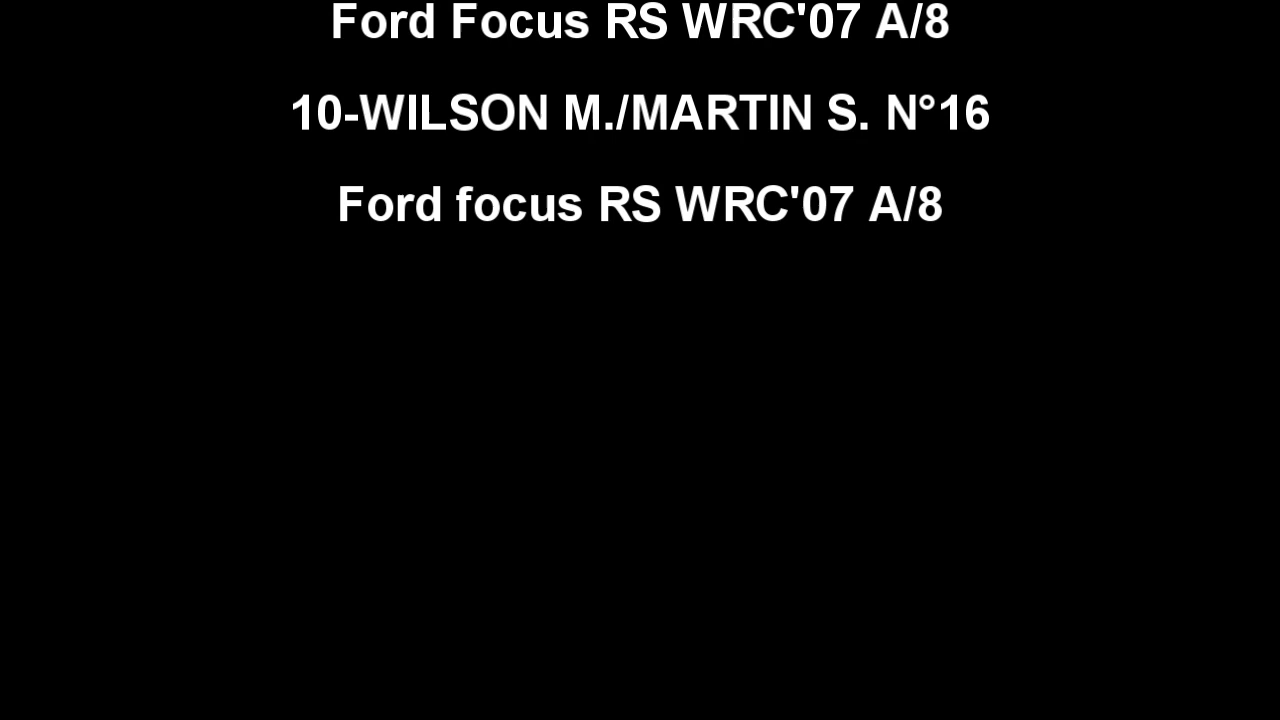 Ford Focus RS WRC'07 A/8
10-WILSON M./MARTIN S. N°16
Ford focus RS WRC'07 A/8